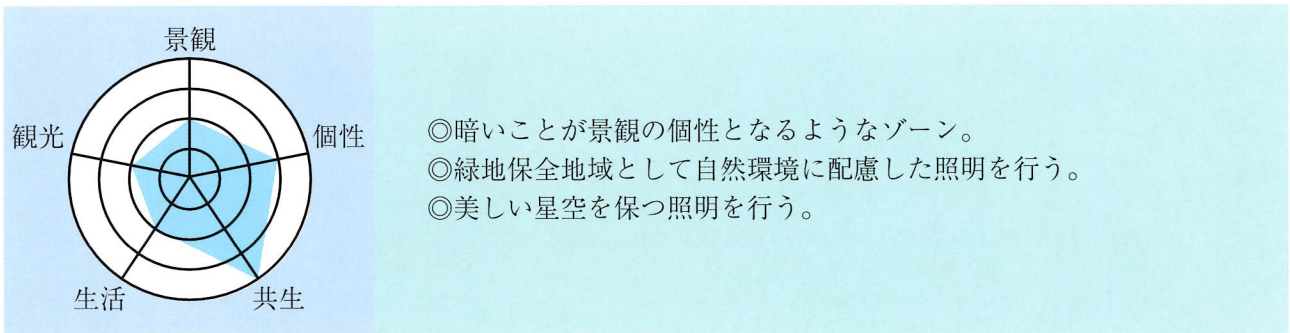 景観
観光
個性
生活
共生
◎暗いことが景観の個性となるようなゾーン。
◎緑地保全地域として自然環境に配慮した照明を行う。
◎美しい星空を保つ照明を行う。